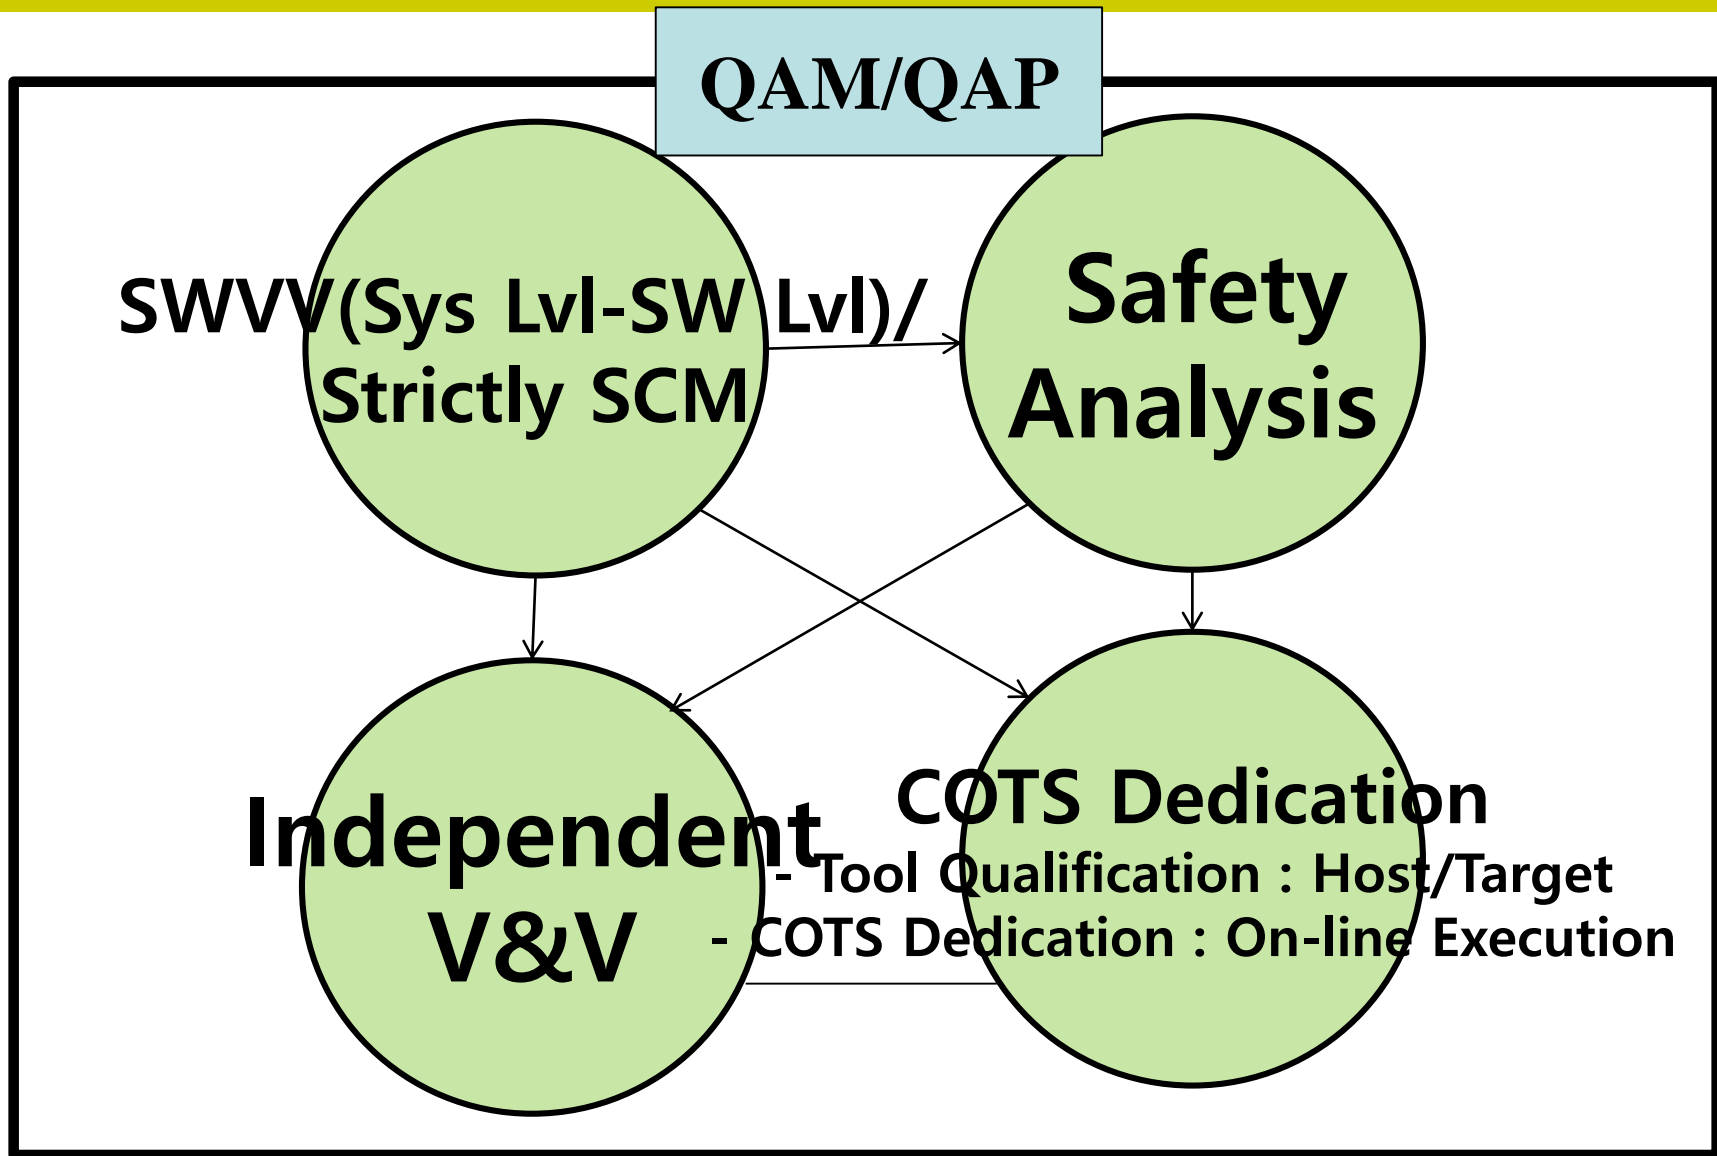 QAM/QAP
SWVV(Sys Lvl-SW Lvl)/
Strictly SCM
Safety
Analysis
Independent
V&V
COTS Dedication
- Tool Qualification : Host/Target
- COTS Dedication : On-line Execution